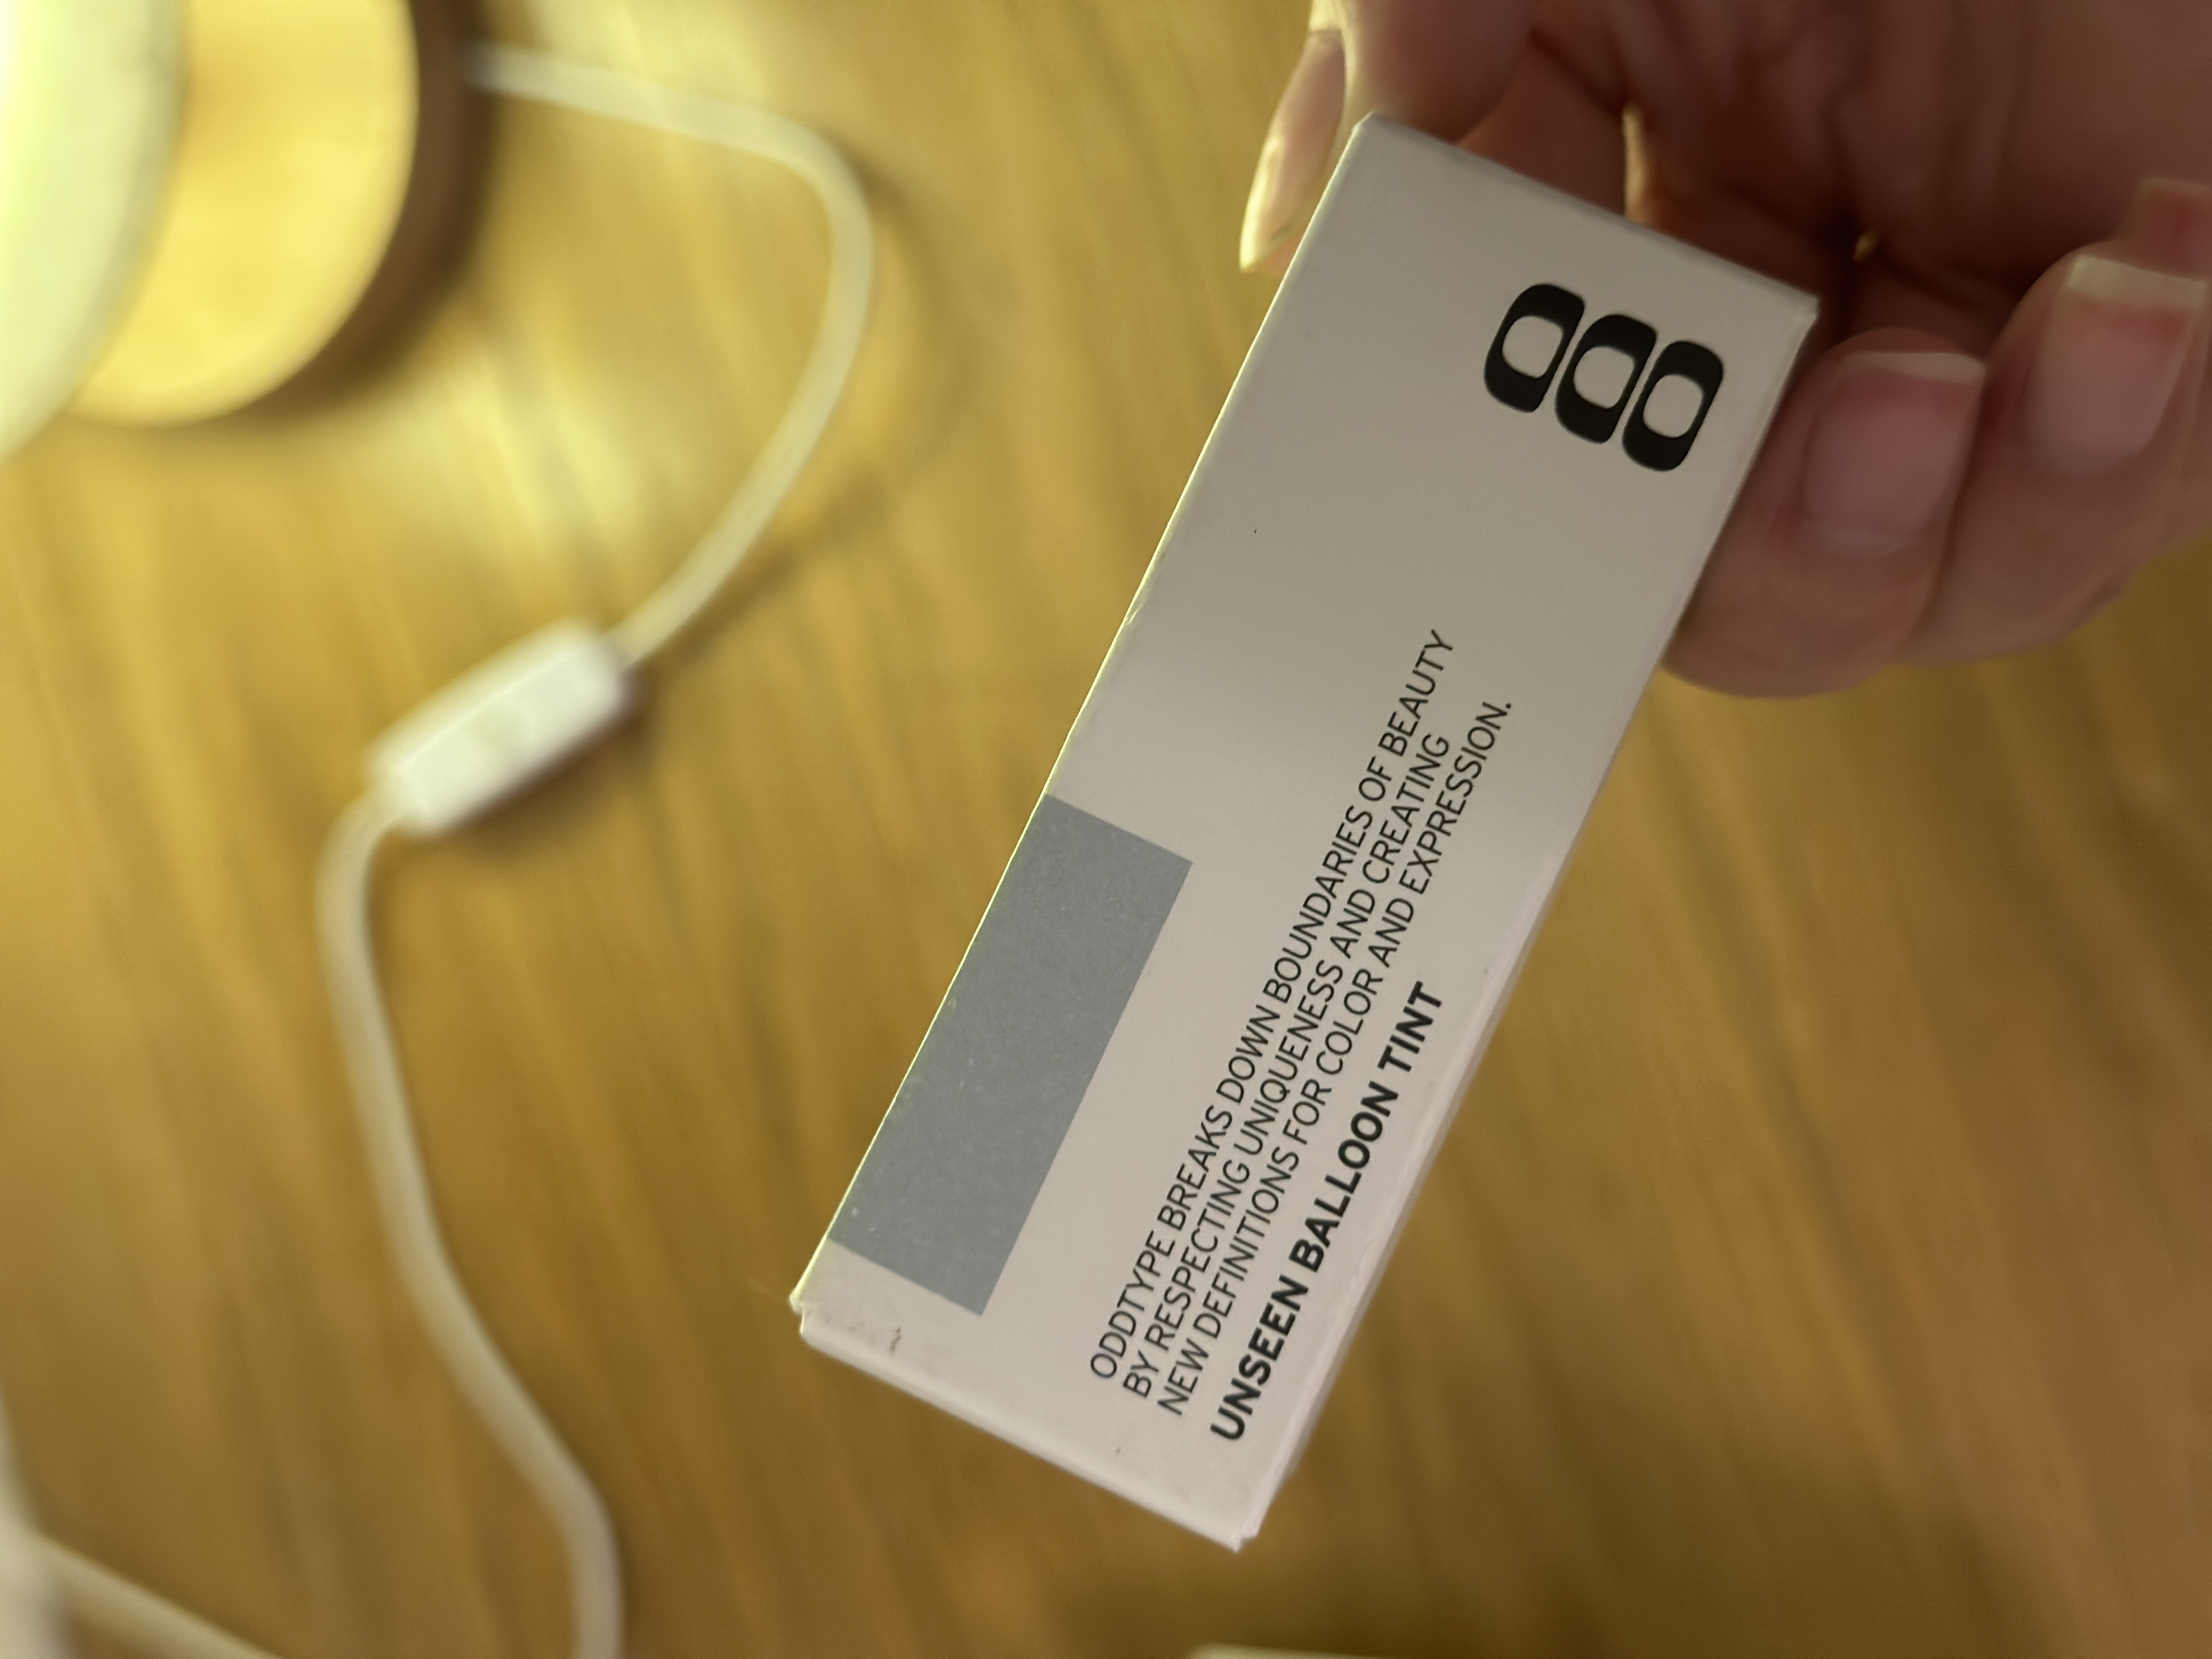 ODDTYPE BREAKS DOWN BOUNDARIES OF BEAUTY
BY RESPECTING UNIQUENESS AND CREATING
NEW DEFINITIONS FOR COLOR AND EXPRESSION.
UNSEEN BALLOON TINT